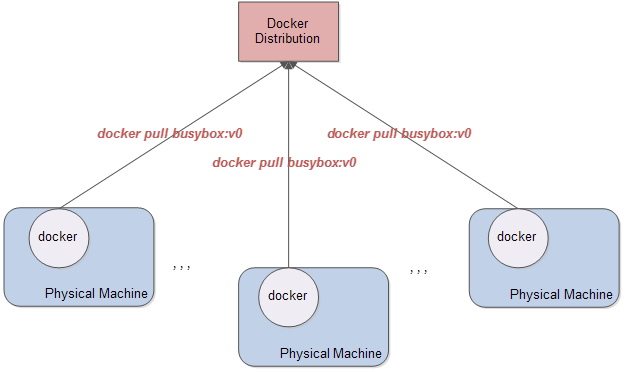 Docker
Distribution
docker pull busybox:v0
docker pull busybox:v0
docker pull busybox:v0
docker
docker
, , ,
, , ,
docker
Physical Machine
Physical Machine
Physical Machine